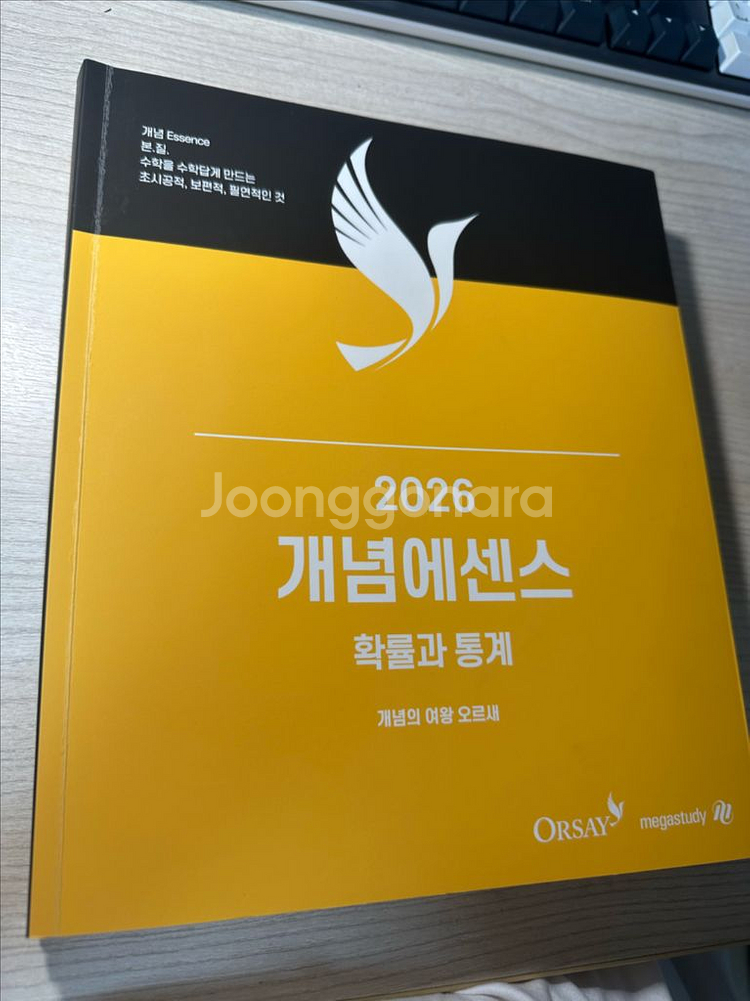 개념 Essence
본.질.
수학을 수학답게 만드는
초시공적, 보편적, 필연적인 것
2026
Joonggonara
개념에센스
확률과 통계
개념의 여왕 오르새
ORSAY
megastudy